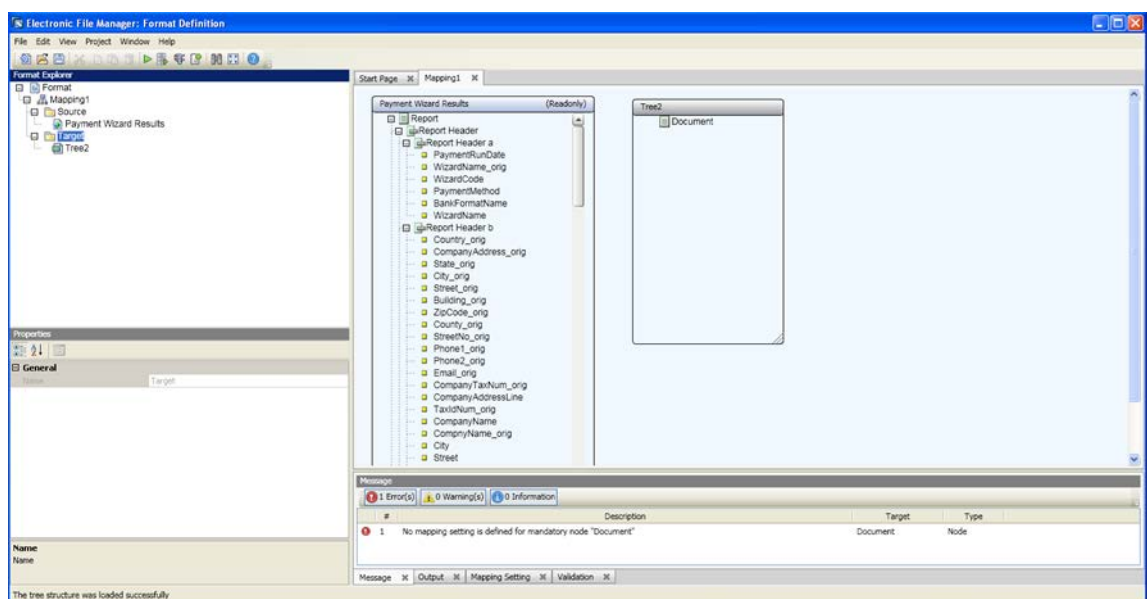 Electronic File Manager: Format Definition
File Edit View Project Window Help
Format Explorer
Format
Mapping1
Source
Payment Wizard Results
Target
Tree2
Properties
General
Name Target
Name
Name
Start Page Mapping1
Payment Wizard Results (Readonly)
Report
Report Header
Report Header a
PaymentRunDate
WizardName_orig
WizardCode
PaymentMethod
BankFormatName
WizardName
Report Header b
Country_orig
CompanyAddress_orig
State_orig
City_orig
Street_orig
Building_orig
ZipCode_orig
County_orig
StreetNo_orig
Phone1_orig
Phone2_orig
Email_orig
CompanyTaxNum_orig
CompanyAddressLine
TaxIdNum_orig
CompanyName
CompnyName_orig
City
Street
Tree2
Document
Message
1 Error(s) 0 Warning(s) 0 Information
# Description Target Type
1 No mapping setting is defined for mandatory node "Document" Document Node
Message Output Mapping Setting Validation
The tree structure was loaded successfully